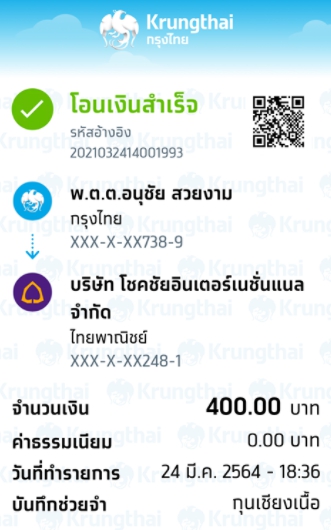 Krungthai
กรุงไทย
โอนเงินสำเร็จ
รหัสอ้างอิง
2021032414001993
พ.ต.ต.อนุชัย สวยงาม
กรุงไทย
XXX-X-XX738-9
บริษัท โชคชัยอินเตอร์เนชั่นแนล
จำกัด
ไทยพาณิชย์
XXX-X-XX248-1
จำนวนเงิน 400.00 บาท
ค่าธรรมเนียม 0.00 บาท
วันที่ทำรายการ 24 มี.ค. 2564 - 18:36
บันทึกช่วยจำ กุนเชียงเนื้อ